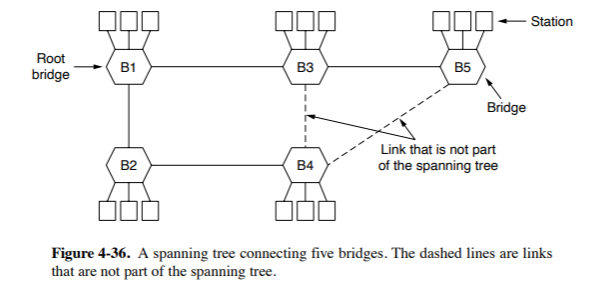 Station
Root
bridge
B1
B3
B5
Bridge
Link that is not part
of the spanning tree
B2
B4
Figure 4-36. A spanning tree connecting five bridges. The dashed lines are links
that are not part of the spanning tree.